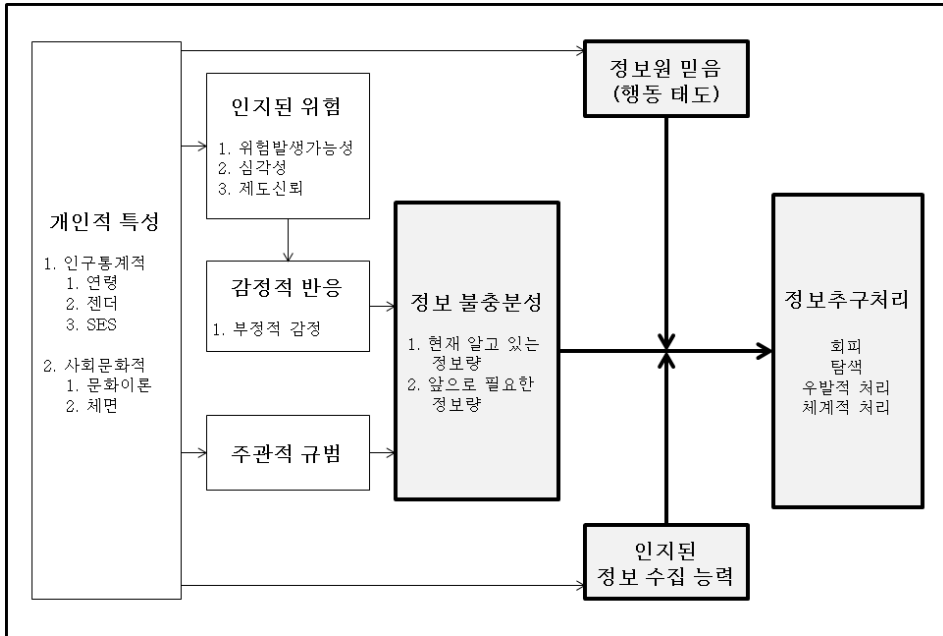 개인적 특성
1. 인구통계적
1. 연령
2. 젠더
3. SES
2. 사회문화적
1. 문화이론
2. 체면
인지된 위험
1. 위험발생가능성
2. 심각성
3. 제도신뢰
감정적 반응
1. 부정적 감정
주관적 규범
정보 불충분성
1. 현재 알고 있는
정보량
2. 앞으로 필요한
정보량
정보원 믿음
(행동 태도)
인지된
정보 수집 능력
정보추구처리
회피
탐색
우발적 처리
체계적 처리